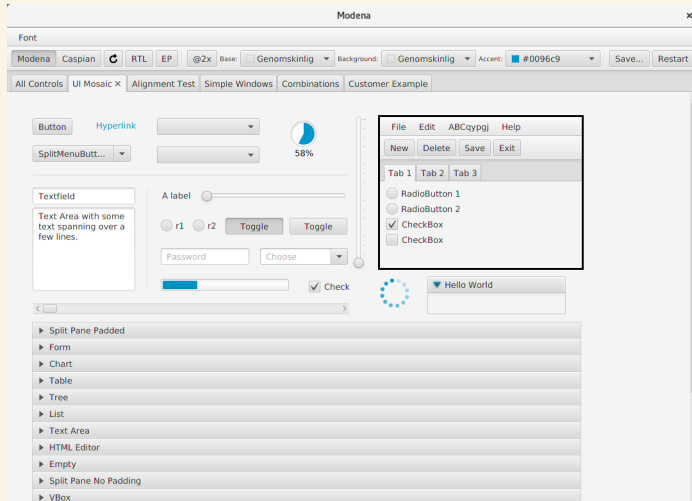 Modena
×
Font
Modena Caspian RTL EP @2x Base: Genomskinlig Background: Genomskinlig Accent: #0096c9 Save... Restart
All Controls UI Mosaic × Alignment Test Simple Windows Combinations Customer Example
Button Hyperlink
58%
SplitMenuButt...
File Edit ABCqypgj Help
New Delete Save Exit
Tab 1 Tab 2 Tab 3
RadioButton 1
RadioButton 2
CheckBox
CheckBox
Textfield
A label
Text Area with some
text spanning over a
few lines.
r1 r2 Toggle Toggle
Password Choose
Check
Hello World
Split Pane Padded
Form
Chart
Table
Tree
List
Text Area
HTML Editor
Empty
Split Pane No Padding
VBox